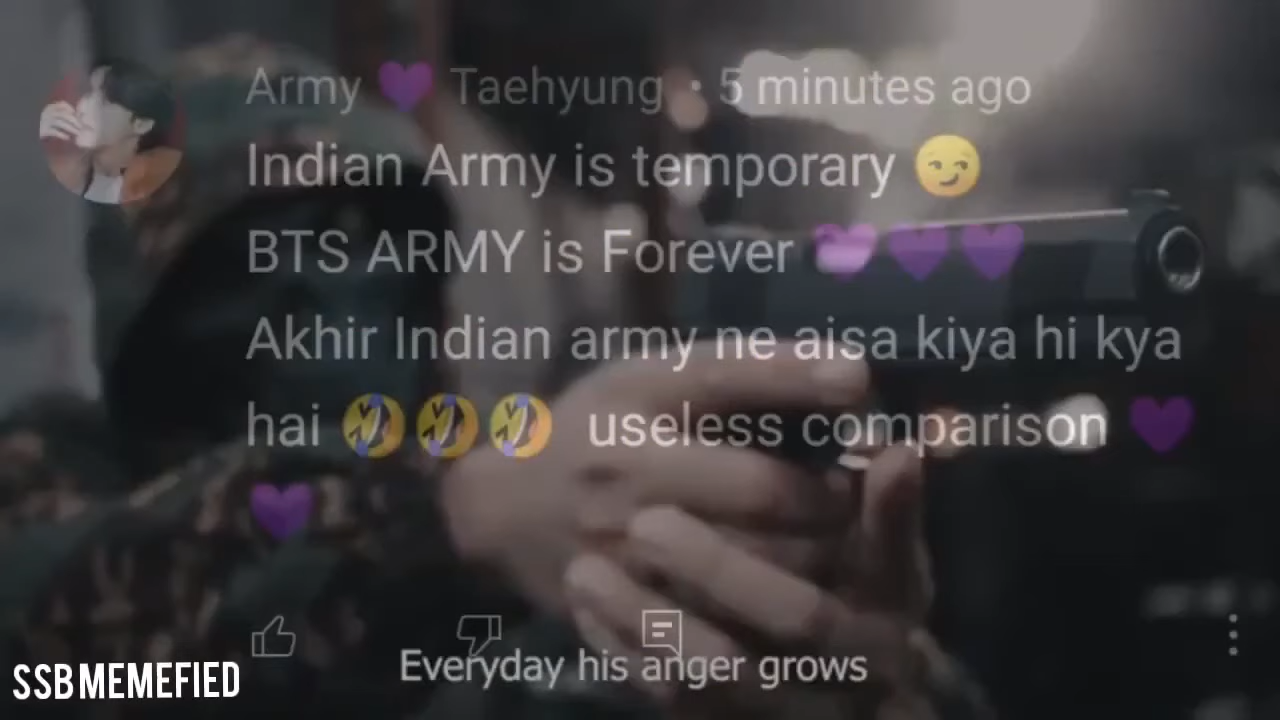 Army 💜 Taehyung · 5 minutes ago
Indian Army is temporary 😏
BTS ARMY is Forever 💜💜💜
Akhir Indian army ne aisa kiya hi kya
hai 🤣🤣🤣 useless comparison 💜
💜
Everyday his anger grows
SSB MEMEFIED